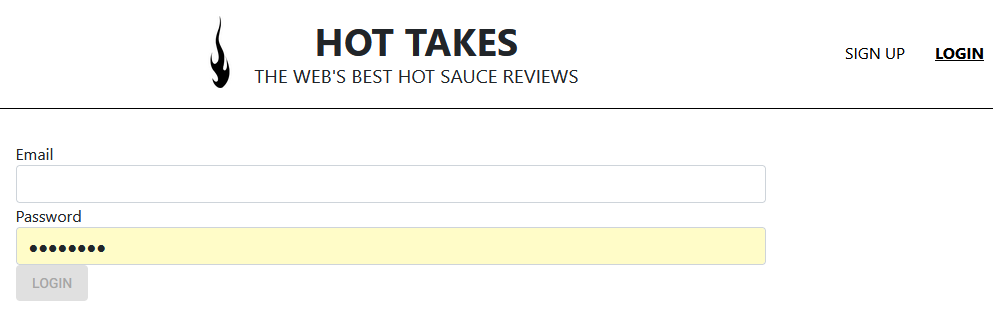 HOT TAKES
THE WEB'S BEST HOT SAUCE REVIEWS
SIGN UP LOGIN
Email
Password
••••••••
LOGIN